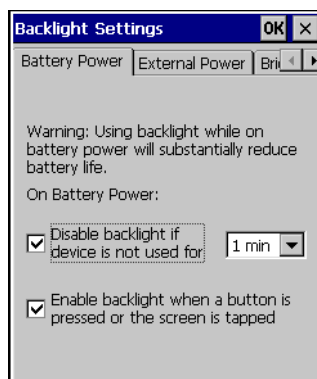 Backlight Settings OK ×
Battery Power External Power Bri
Warning: Using backlight while on
battery power will substantially reduce
battery life.
On Battery Power:
Disable backlight if
device is not used for 1 min
Enable backlight when a button is
pressed or the screen is tapped